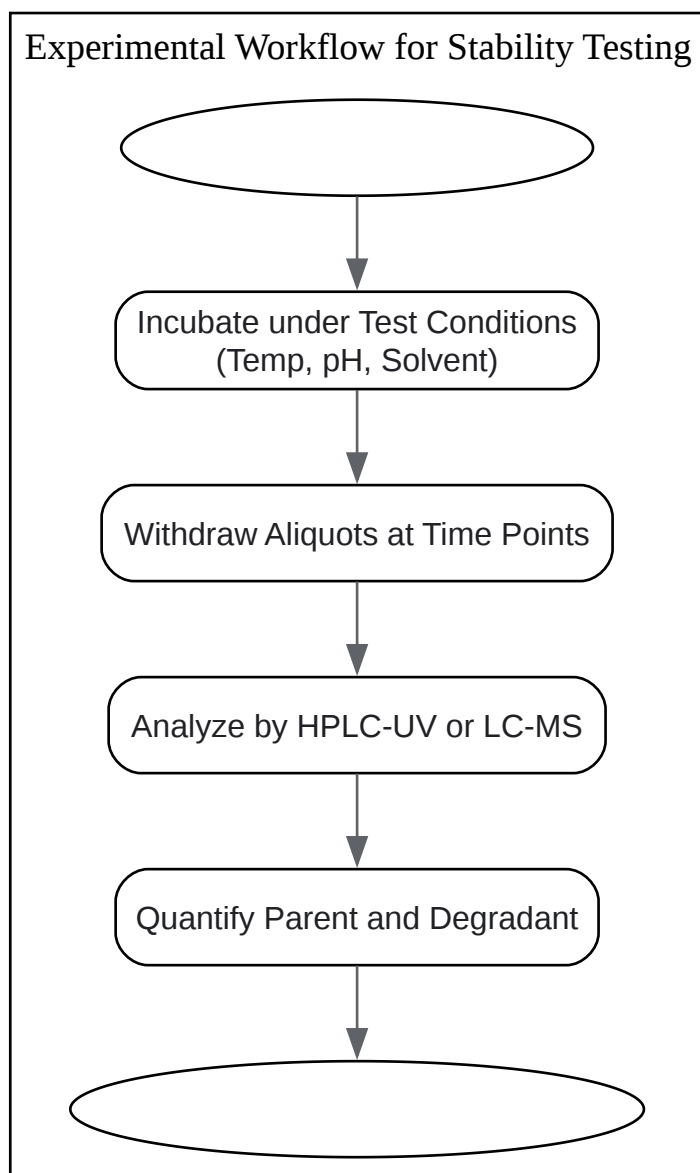 Experimental Workflow for Stability Testing
Incubate under Test Conditions
(Temp, pH, Solvent)
Withdraw Aliquots at Time Points
Analyze by HPLC-UV or LC-MS
Quantify Parent and Degradant